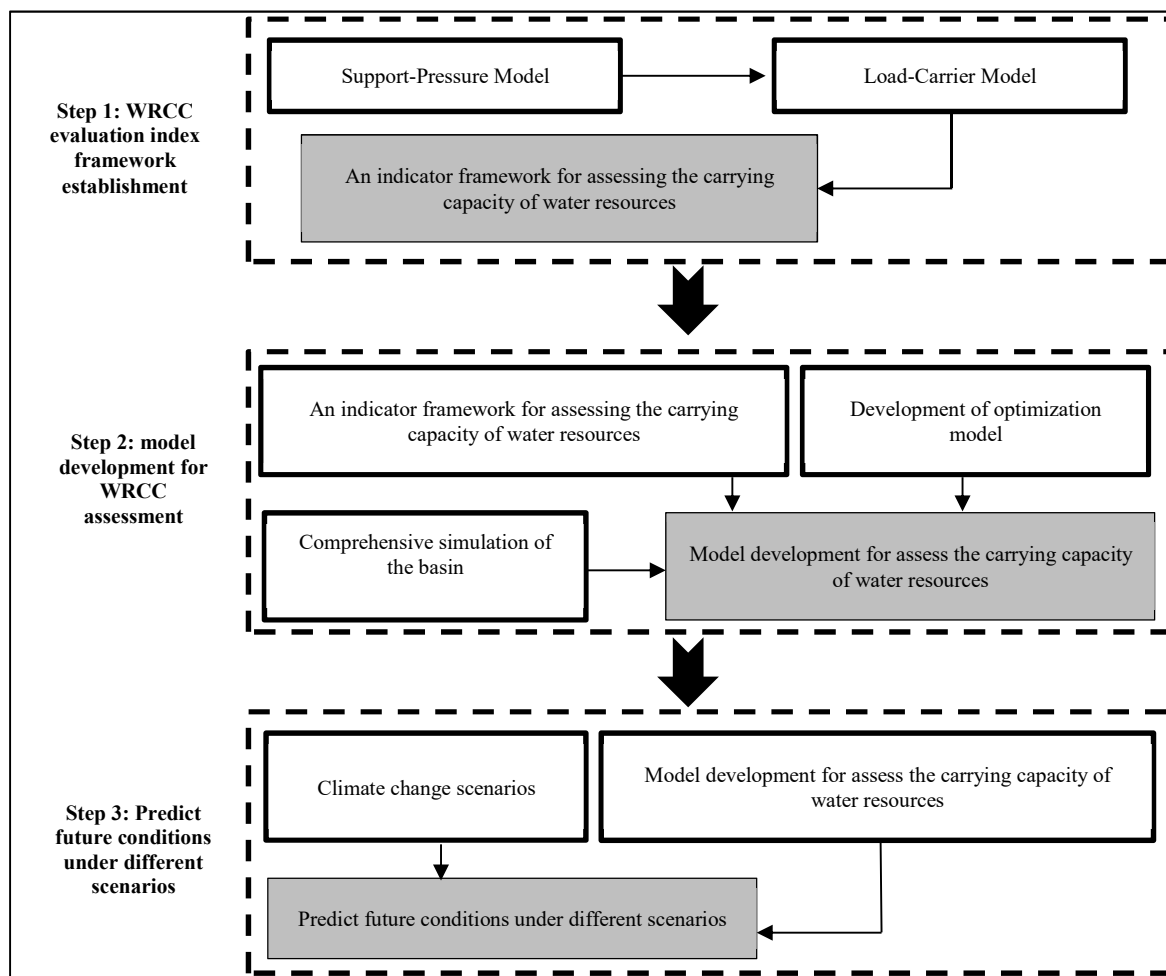 Support-Pressure Model
Load-Carrier Model
Step 1: WRCC
evaluation index
framework
establishment
An indicator framework for assessing the carrying
capacity of water resources
An indicator framework for assessing the carrying
capacity of water resources
Development of optimization
model
Step 2: model
development for
WRCC
assessment
Comprehensive simulation of
the basin
Model development for assess the carrying capacity
of water resources
Climate change scenarios
Model development for assess the carrying capacity of
water resources
Step 3: Predict
future conditions
under different
scenarios
Predict future conditions under different scenarios